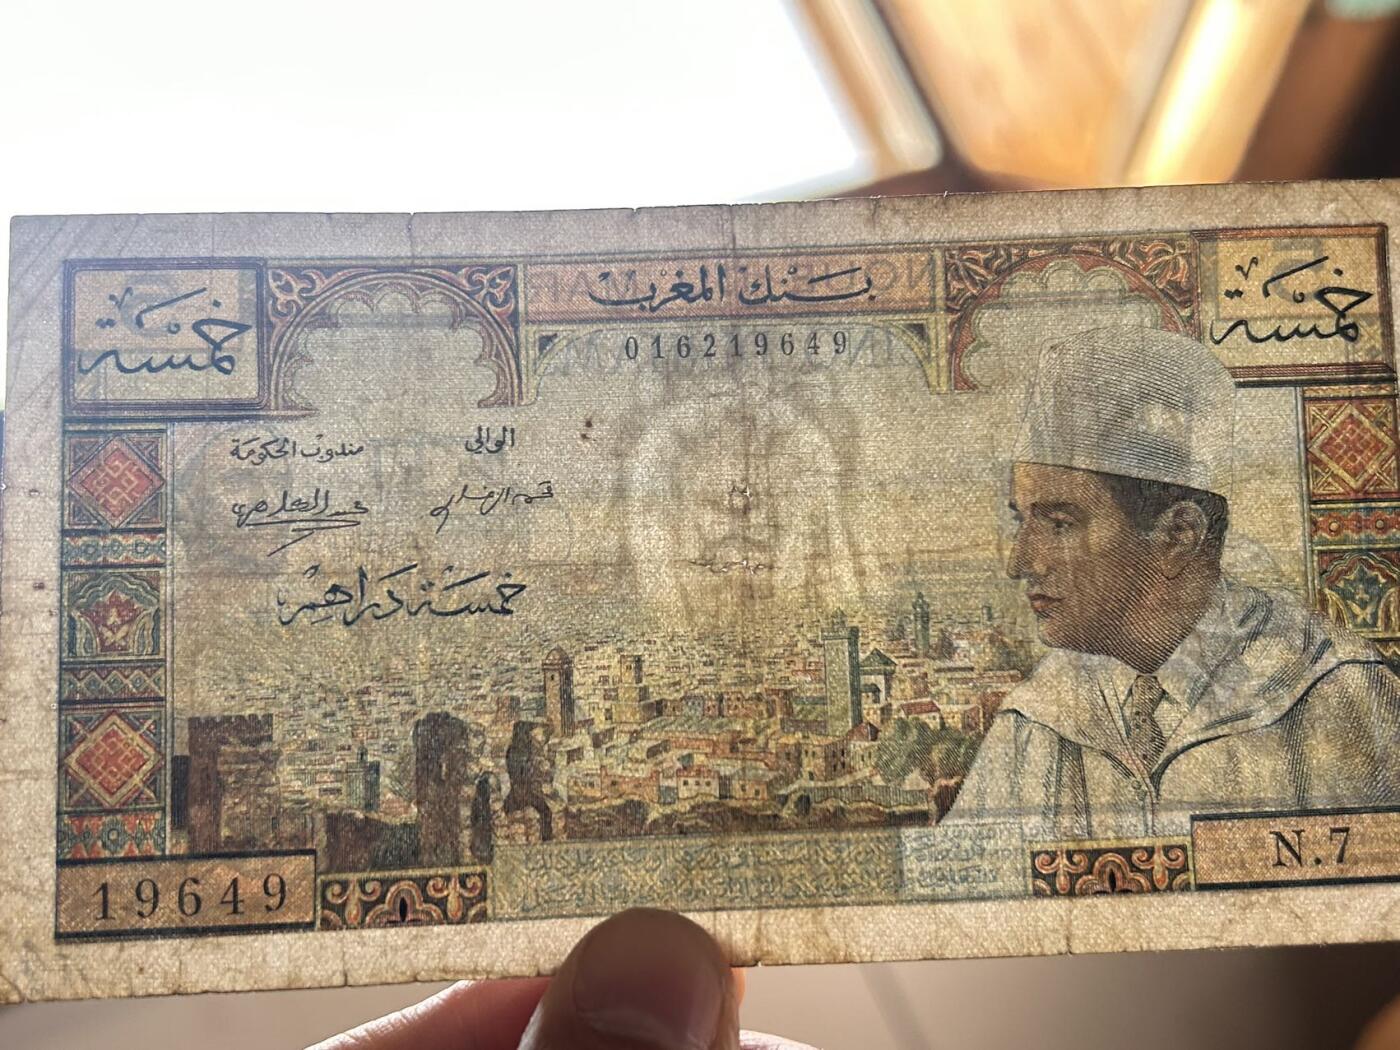 بنك المغرب
خمسة
خمسة
016219649
الوالي
مندوب الحكومة
خمسة دراهم
19649
N.7